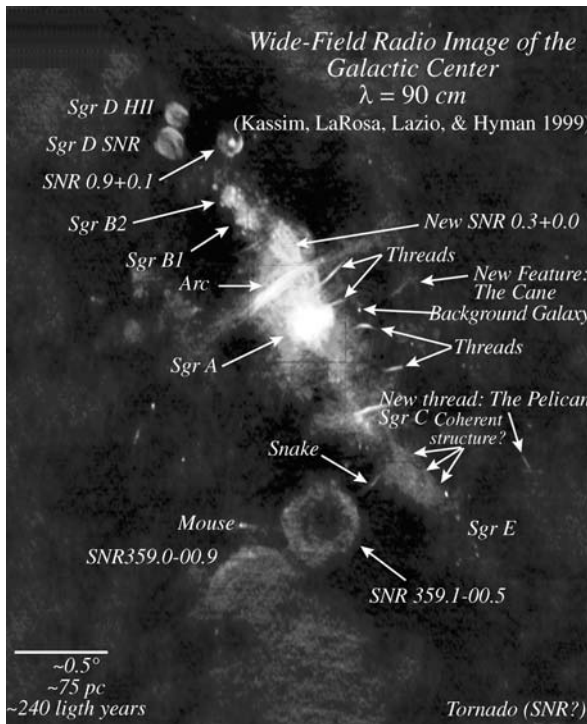 Wide-Field Radio Image of the
Galactic Center
λ = 90 cm
(Kassim, LaRosa, Lazio, & Hyman 1999)
Sgr D HII
Sgr D SNR
SNR 0.9+0.1
Sgr B2
New SNR 0.3+0.0
Sgr B1
Threads
New Feature:
The Cane
Arc
Background Galaxy
Threads
Sgr A
New thread: The Pelican
Sgr C
Coherent
structure?
Snake
Mouse
Sgr E
SNR359.0-00.9
SNR 359.1-00.5
~0.5°
~75 pc
~240 ligth years
Tornado (SNR?)